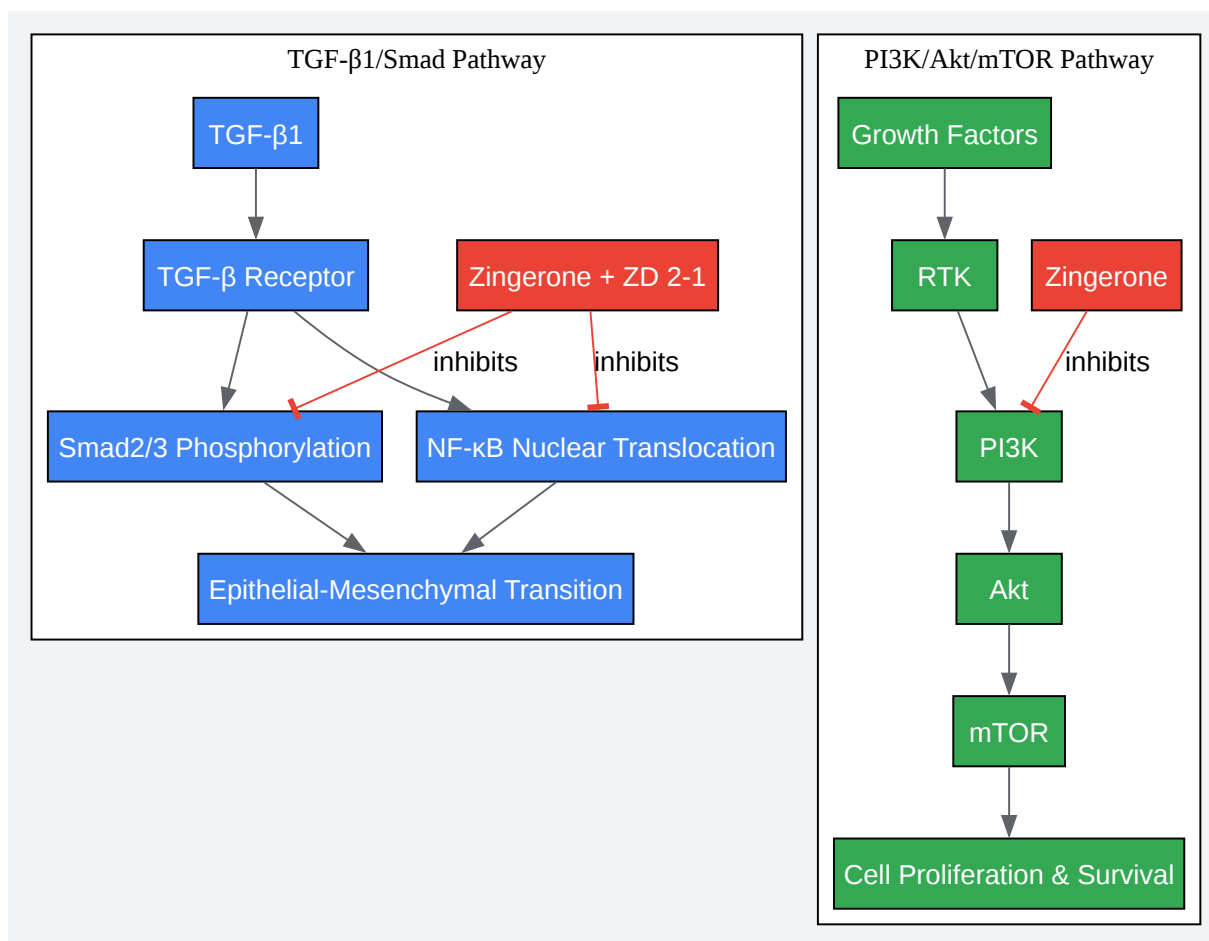 TGF-β1/Smad Pathway
TGF-β1
TGF-β Receptor
Zingerone + ZD 2-1
inhibits
inhibits
Smad2/3 Phosphorylation
NF-κB Nuclear Translocation
Epithelial-Mesenchymal Transition
PI3K/Akt/mTOR Pathway
Growth Factors
RTK
Zingerone
inhibits
PI3K
Akt
mTOR
Cell Proliferation & Survival